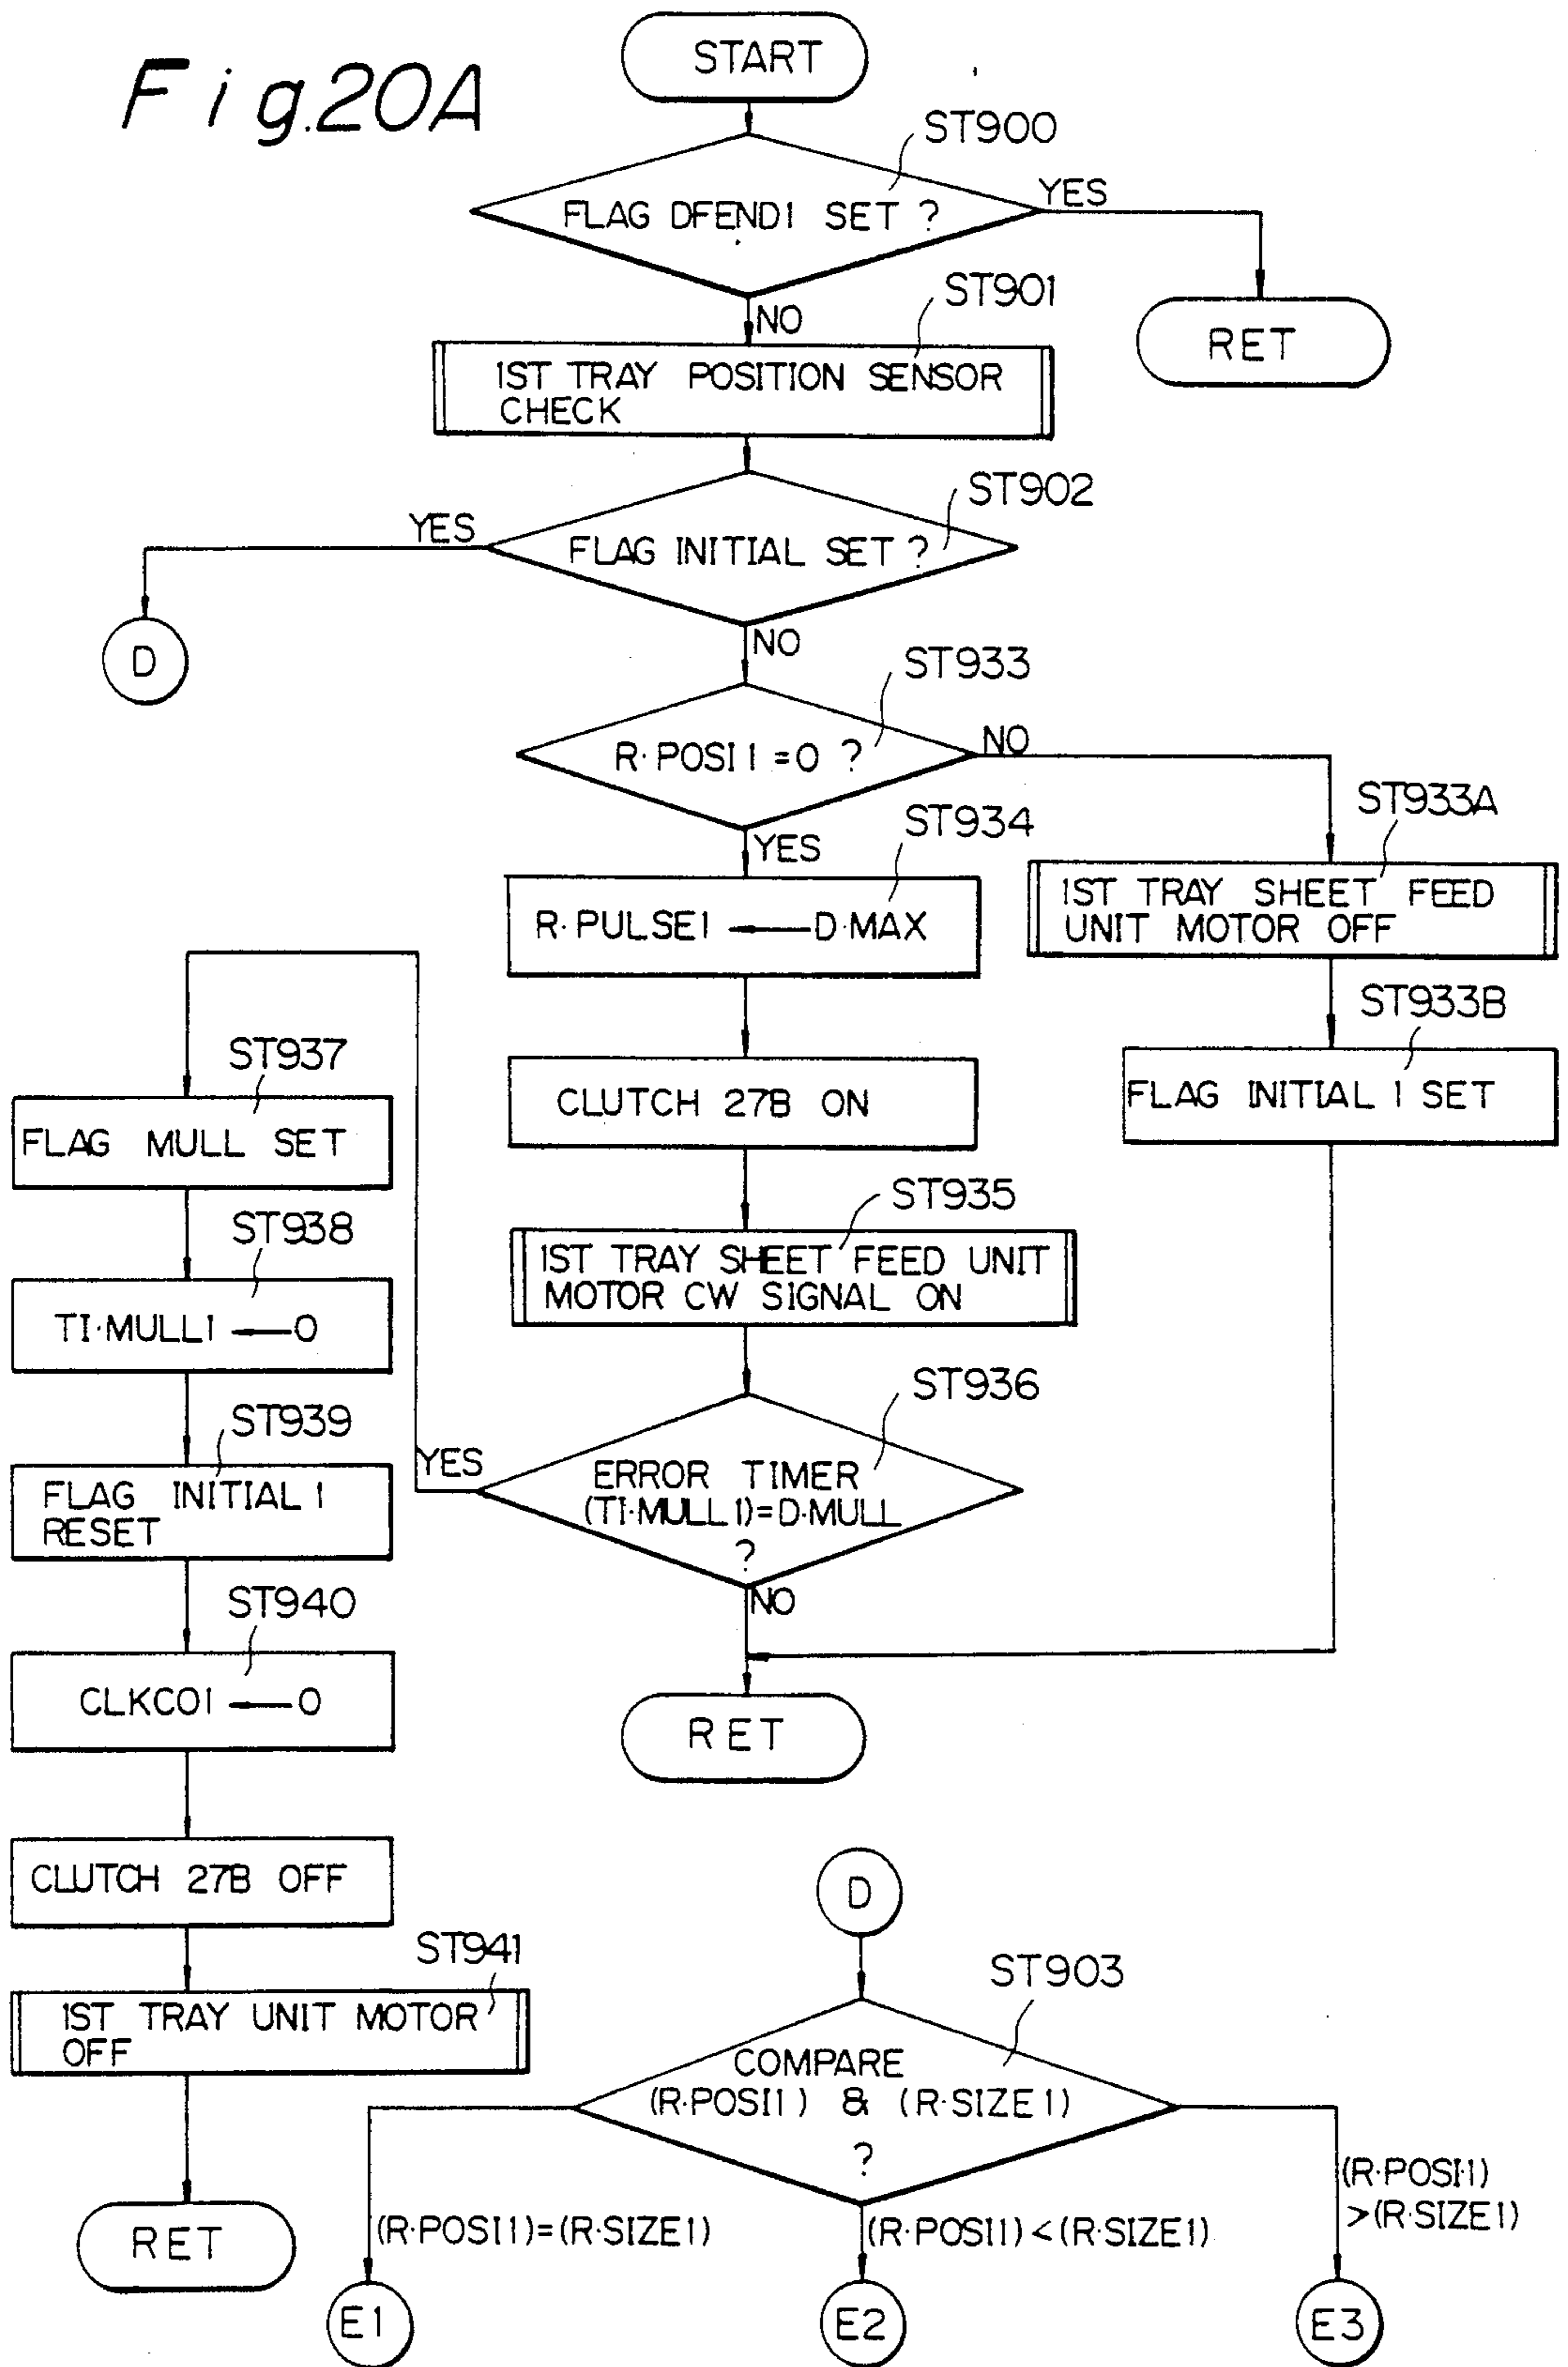 Fig.20A
START
ST900
FLAG DFEND1 SET ?
YES
RET
NO
ST901
1ST TRAY POSITION SENSOR
CHECK
ST902
FLAG INITIAL SET ?
YES
D
NO
ST933
R·POSI1=0 ?
NO
ST933A
1ST TRAY SHEET FEED
UNIT MOTOR OFF
ST933B
FLAG INITIAL 1 SET
YES
ST934
R·PULSE1 ← D·MAX
CLUTCH 27B ON
ST935
1ST TRAY SHEET FEED UNIT
MOTOR CW SIGNAL ON
ST936
ERROR TIMER
(TI·MULL1)=D·MULL
?
YES
NO
RET
ST937
FLAG MULL SET
ST938
TI·MULL1 ← 0
ST939
FLAG INITIAL 1
RESET
ST940
CLKCO1 ← 0
CLUTCH 27B OFF
ST941
1ST TRAY UNIT MOTOR
OFF
RET
D
ST903
COMPARE
(R·POSI1) & (R·SIZE1)
?
(R·POSI1)=(R·SIZE1)
(R·POSI1)<(R·SIZE1)
(R·POSI1)
>(R·SIZE1)
E1
E2
E3